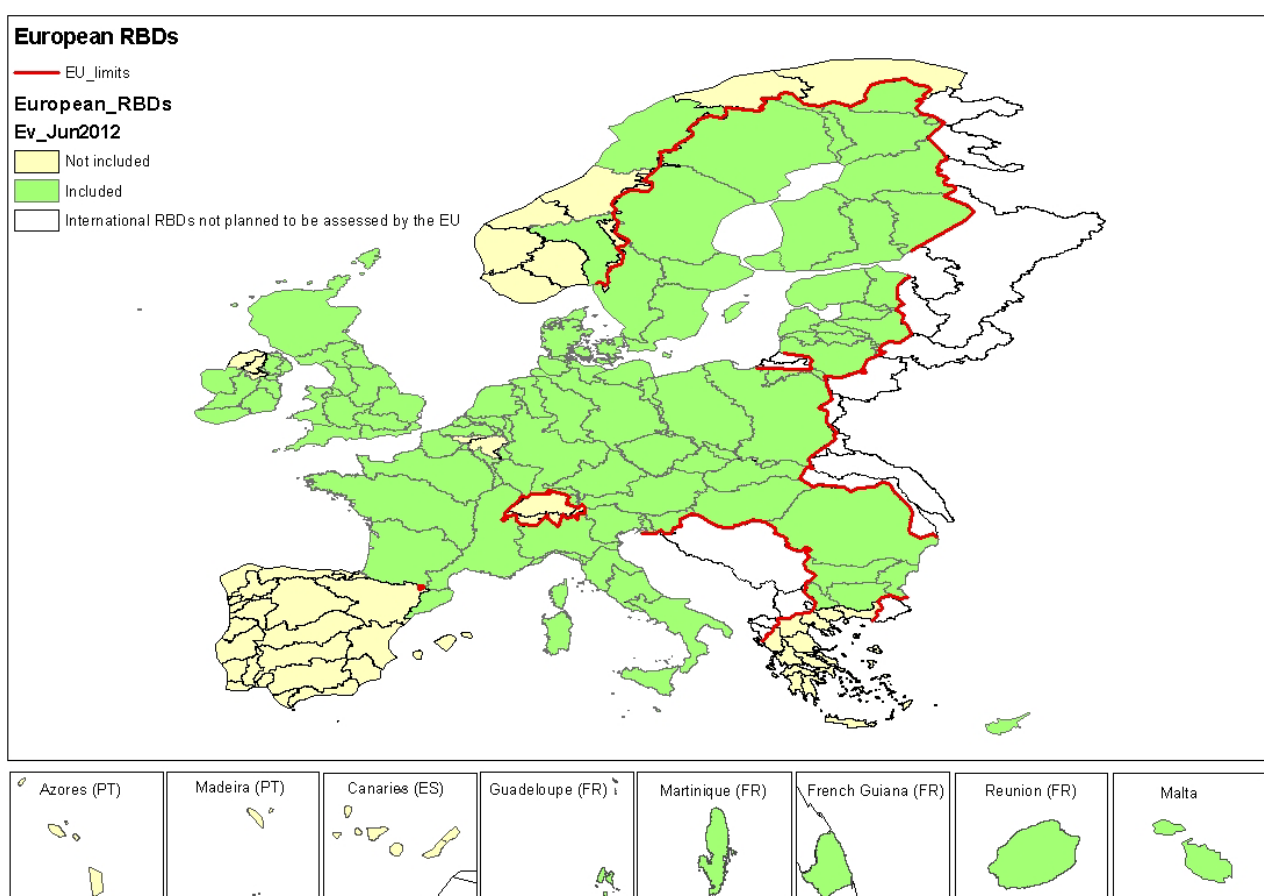 European RBDs
EU_limits
European_RBDs
Ev_Jun2012
Not included
Included
International RBDs not planned to be assessed by the EU
Azores (PT)
Madeira (PT)
Canaries (ES)
Guadeloupe (FR)
Martinique (FR)
French Guiana (FR)
Reunion (FR)
Malta